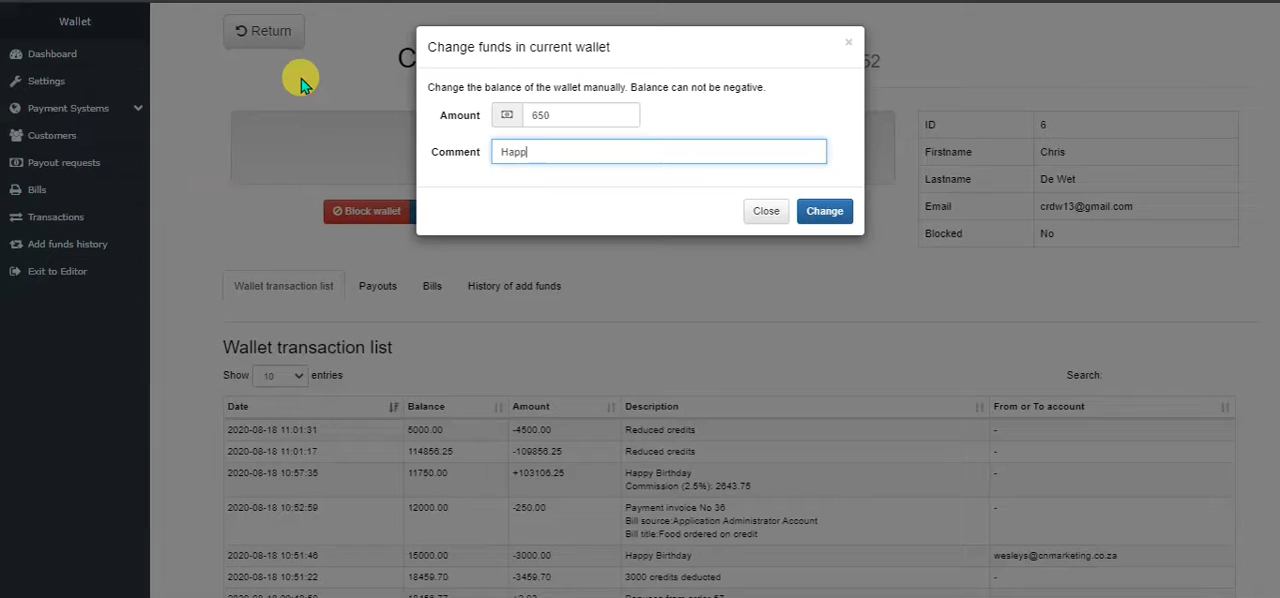 Wallet
Dashboard
Settings
Payment Systems
Customers
Payout requests
Bills
Transactions
Add funds history
Exit to Editor
Return
C
52
Change funds in current wallet
×
Change the balance of the wallet manually. Balance can not be negative.
Amount 650
Comment Happ
Close Change
Block wallet
ID 6
Firstname Chris
Lastname De Wet
Email crdw13@gmail.com
Blocked No
Wallet transaction list Payouts Bills History of add funds
Wallet transaction list
Show 10 entries Search:
Date Balance Amount Description From or To account
2020-08-18 11:01:31 5000.00 -4500.00 Reduced credits -
2020-08-18 11:01:17 114856.25 -109856.25 Reduced credits -
2020-08-18 10:57:35 11750.00 +103106.25 Happy Birthday -
Commission (2.5%): 2643.75
2020-08-18 10:52:59 12000.00 -250.00 Payment invoice No 36 -
Bill source:Application Administrator Account
Bill title:Food ordered on credit
2020-08-18 10:51:46 15000.00 -3000.00 Happy Birthday wesleys@cnmarketing.co.za
2020-08-18 10:51:22 18459.70 -3459.70 3000 credits deducted -